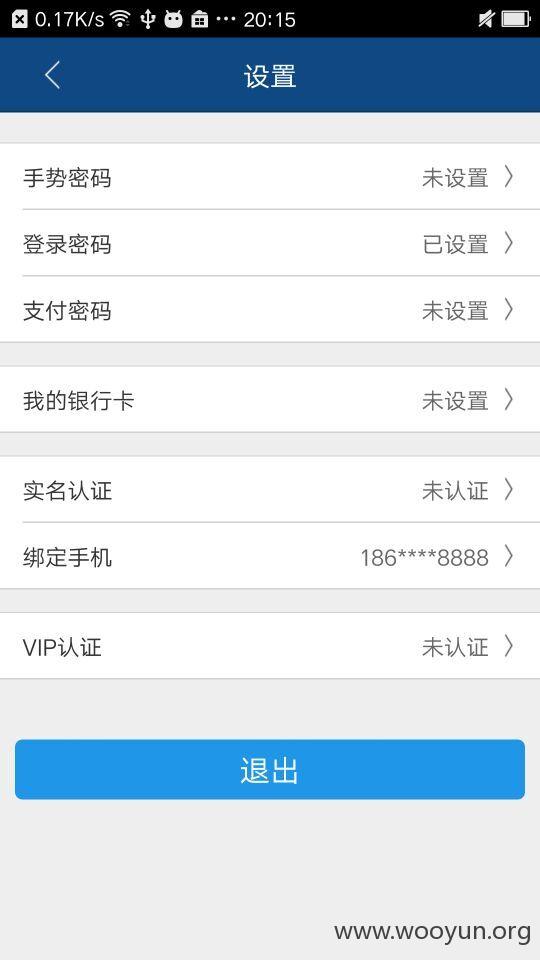 0.17K/s ··· 20:15
设置
手势密码 未设置
登录密码 已设置
支付密码 未设置
我的银行卡 未设置
实名认证 未认证
绑定手机 186****8888
VIP认证 未认证
退出
www.wooyun.org